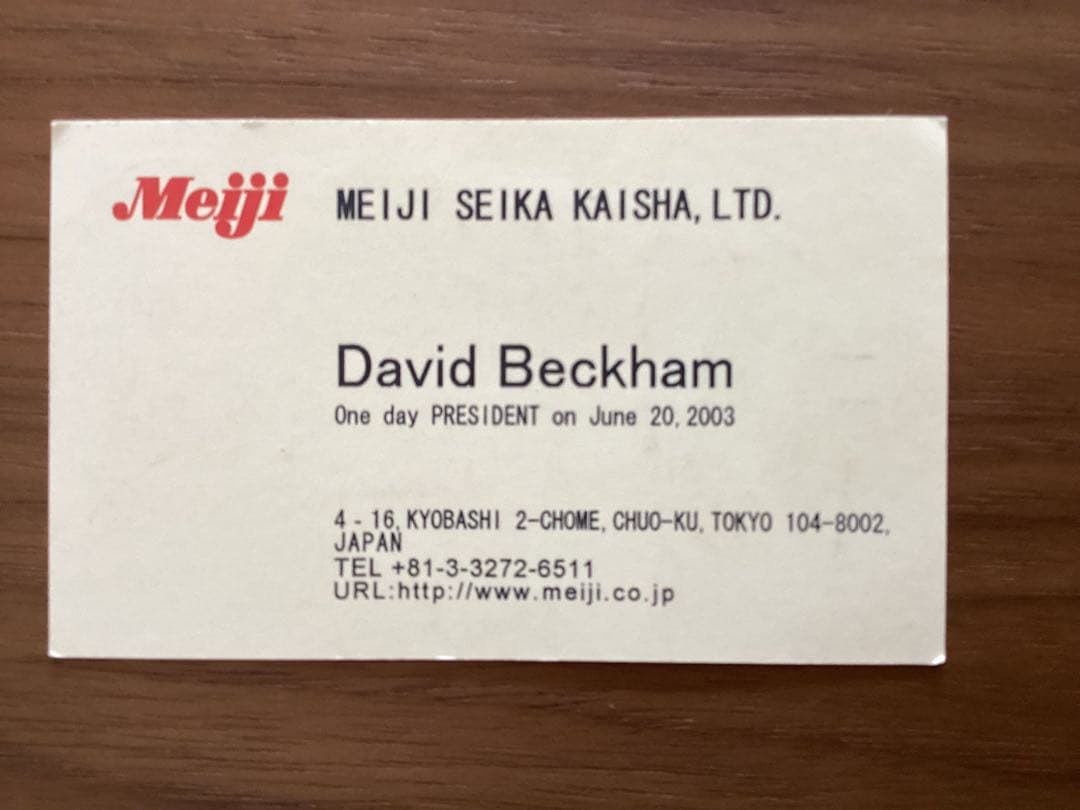 Meiji MEIJI SEIKA KAISHA, LTD.
David Beckham
One day PRESIDENT on June 20, 2003
4 - 16, KYOBASHI 2-CHOME, CHUO-KU, TOKYO 104-8002,
JAPAN
TEL +81-3-3272-6511
URL:http://www.meiji.co.jp